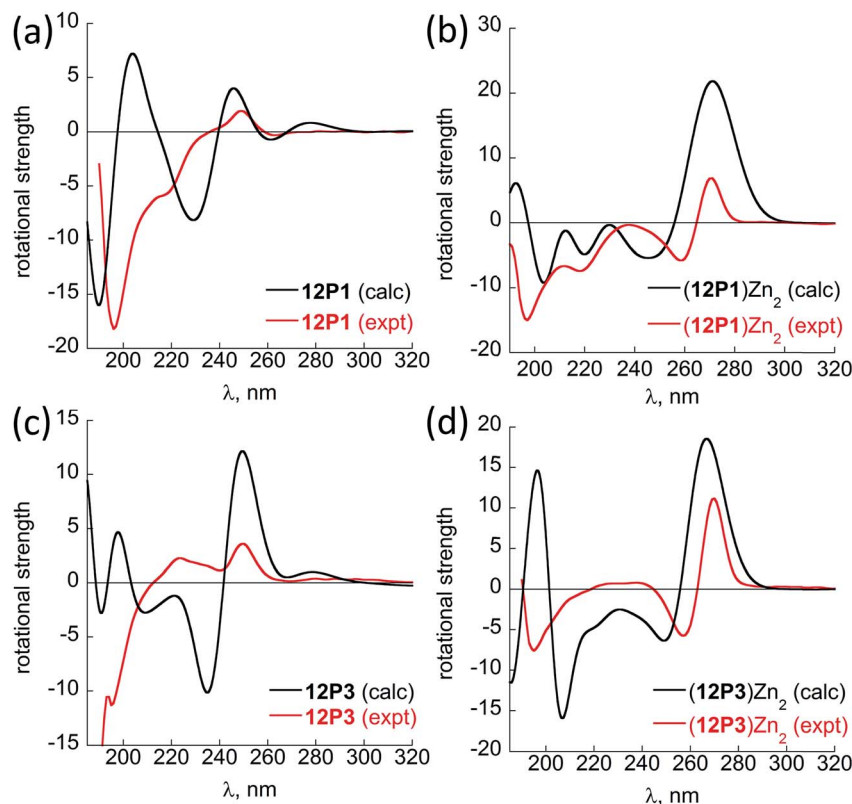 (a)
rotational strength
10
5
0
-5
-10
-15
-20
12P1 (calc)
12P1 (expt)
200 220 240 260 280 300 320
λ, nm
(b)
rotational strength
30
20
10
0
-10
-20
(12P1)Zn2 (calc)
(12P1)Zn2 (expt)
200 220 240 260 280 300 320
λ, nm
(c)
rotational strength
15
10
5
0
-5
-10
-15
12P3 (calc)
12P3 (expt)
200 220 240 260 280 300 320
λ, nm
(d)
rotational strength
20
15
10
5
0
-5
-10
-15
-20
(12P3)Zn2 (calc)
(12P3)Zn2 (expt)
200 220 240 260 280 300 320
λ, nm